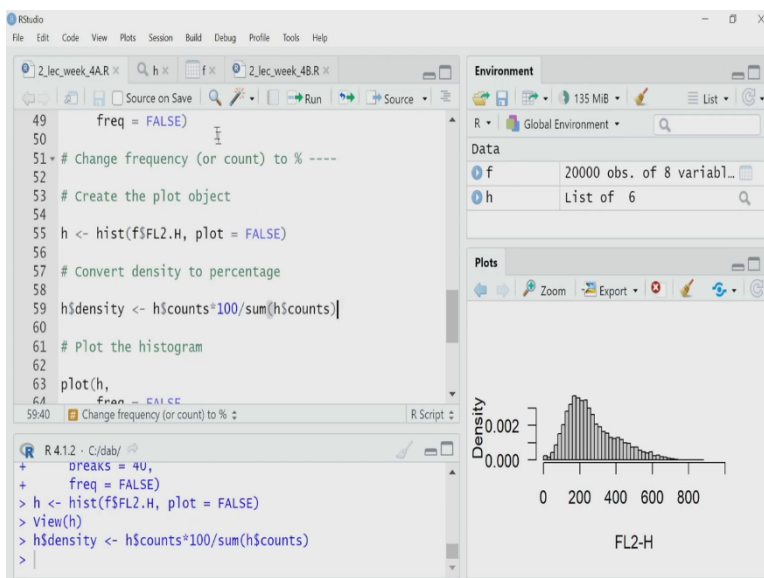 RStudio
File Edit Code View Plots Session Build Debug Profile Tools Help
2_lec_week_4A.R × h × f × 2_lec_week_4B.R ×
Source on Save Run Source
49 freq = FALSE)
50
51 # Change frequency (or count) to % ----
52
53 # Create the plot object
54
55 h <- hist(f$FL2.H, plot = FALSE)
56
57 # Convert density to percentage
58
59 h$density <- h$counts*100/sum(h$counts)
60
61 # Plot the histogram
62
63 plot(h,
64 freq = FALSE
59:40 # Change frequency (or count) to % R Script
R 4.1.2 · C:/dab/
+ breaks = 40,
+ freq = FALSE)
> h <- hist(f$FL2.H, plot = FALSE)
> View(h)
> h$density <- h$counts*100/sum(h$counts)
>
Environment
135 MiB List
R Global Environment
Data
f 20000 obs. of 8 variabl…
h List of 6
Plots
Zoom Export
Density
0.002
0.000
0 200 400 600 800
FL2-H